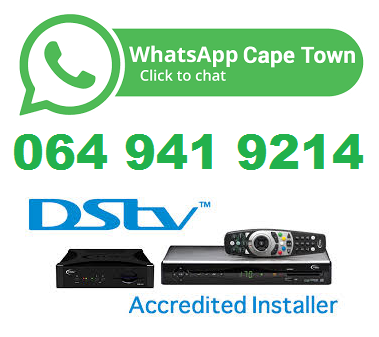 WhatsApp Cape Town
Click to chat
064 941 9214
DStv™
Accredited Installer